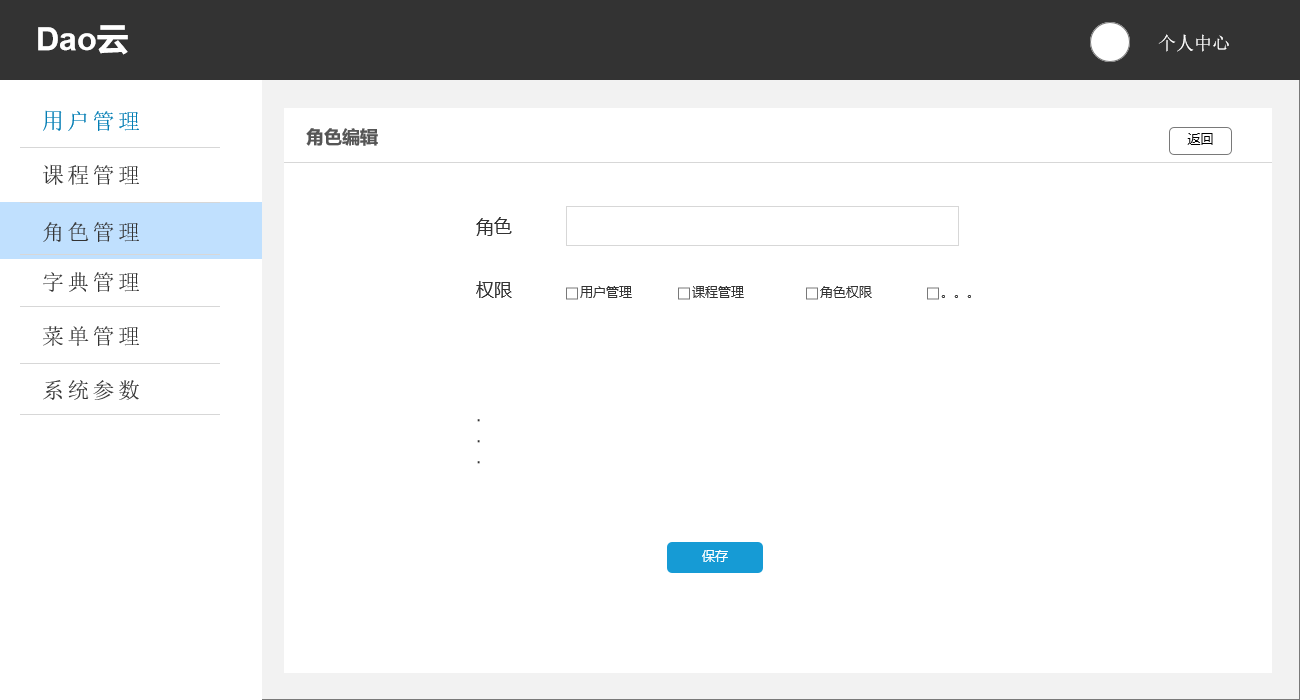 Dao云
个人中心
用户管理
课程管理
角色管理
字典管理
菜单管理
系统参数
角色编辑
返回
角色
权限
用户管理 课程管理 角色权限 。。。
.
.
.
保存